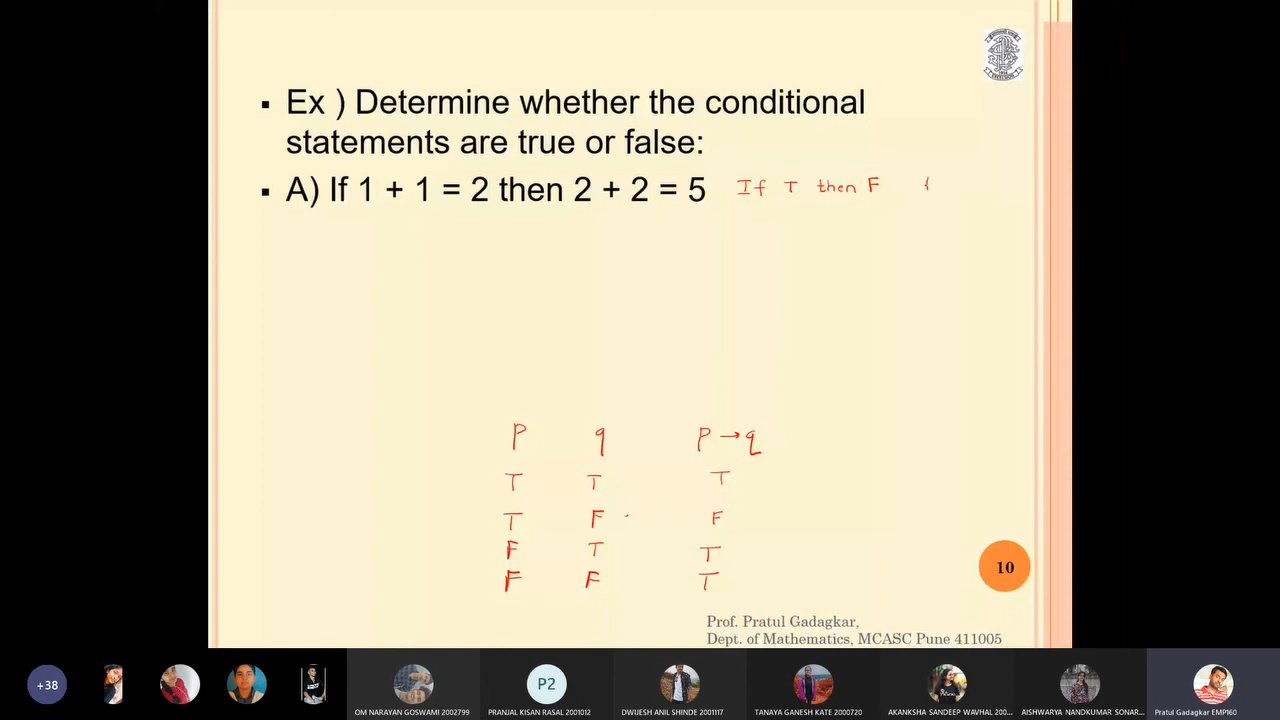 Ex ) Determine whether the conditional
statements are true or false:
A) If 1 + 1 = 2 then 2 + 2 = 5 If T then F
p q p → q
T T T
T F F
F T T
F F T
10
Prof. Pratul Gadagkar,
Dept. of Mathematics, MCASC Pune 411005
+38
P2
OM NARAYAN GOSWAMI 2002799
PRANJAL KISAN RASAL 2001012
DWIJESH ANIL SHINDE 2001117
TANAYA GANESH KATE 2000720
AKANKSHA SANDEEP WAVHAL 200...
AISHWARYA NANDKUMAR SONAR...
Pratul Gadagkar EMP160